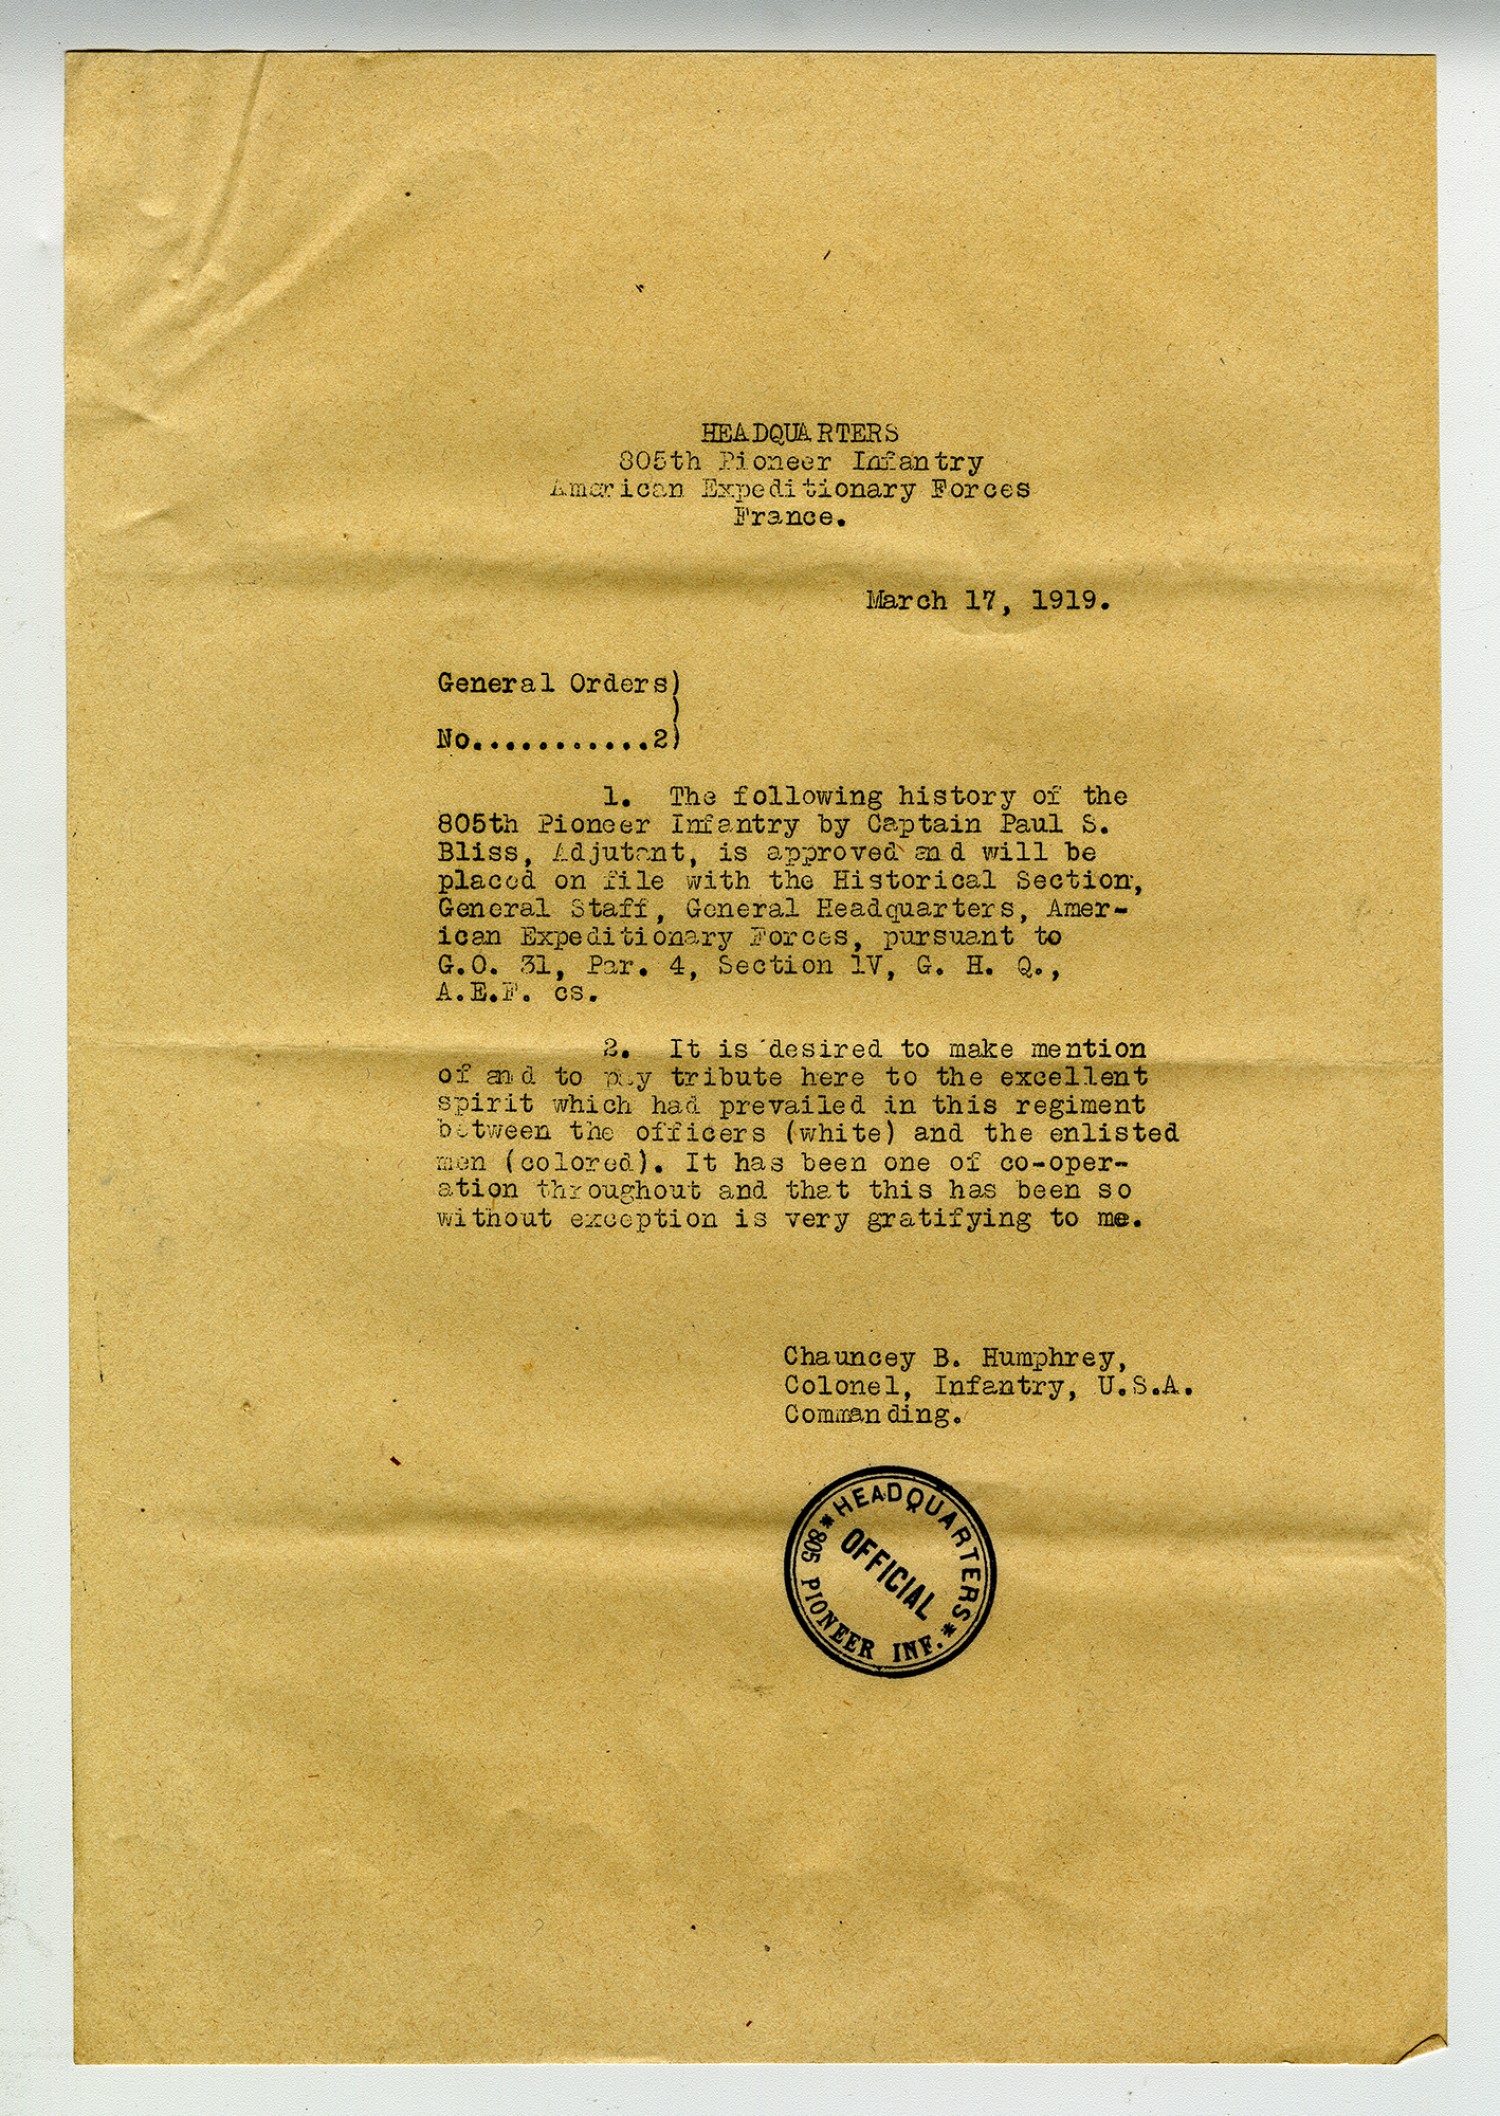 HEADQUARTERS
805th Pioneer Infantry
American Expeditionary Forces
France.
March 17, 1919.
General Orders)
)
No...........2)
1. The following history of the
805th Pioneer Infantry by Captain Paul S.
Bliss, Adjutant, is approved and will be
placed on file with the Historical Section,
General Staff, General Headquarters, Amer-
ican Expeditionary Forces, pursuant to
G.O. 31, Par. 4, Section 1V, G. H. Q.,
A.E.F. cs.
2. It is desired to make mention
of and to pay tribute here to the excellent
spirit which had prevailed in this regiment
between the officers (white) and the enlisted
men (colored). It has been one of co-oper-
ation throughout and that this has been so
without exception is very gratifying to me.
Chauncey B. Humphrey,
Colonel, Infantry, U.S.A.
Commanding.
*HEADQUARTERS*
OFFICIAL
805 PIONEER INF.